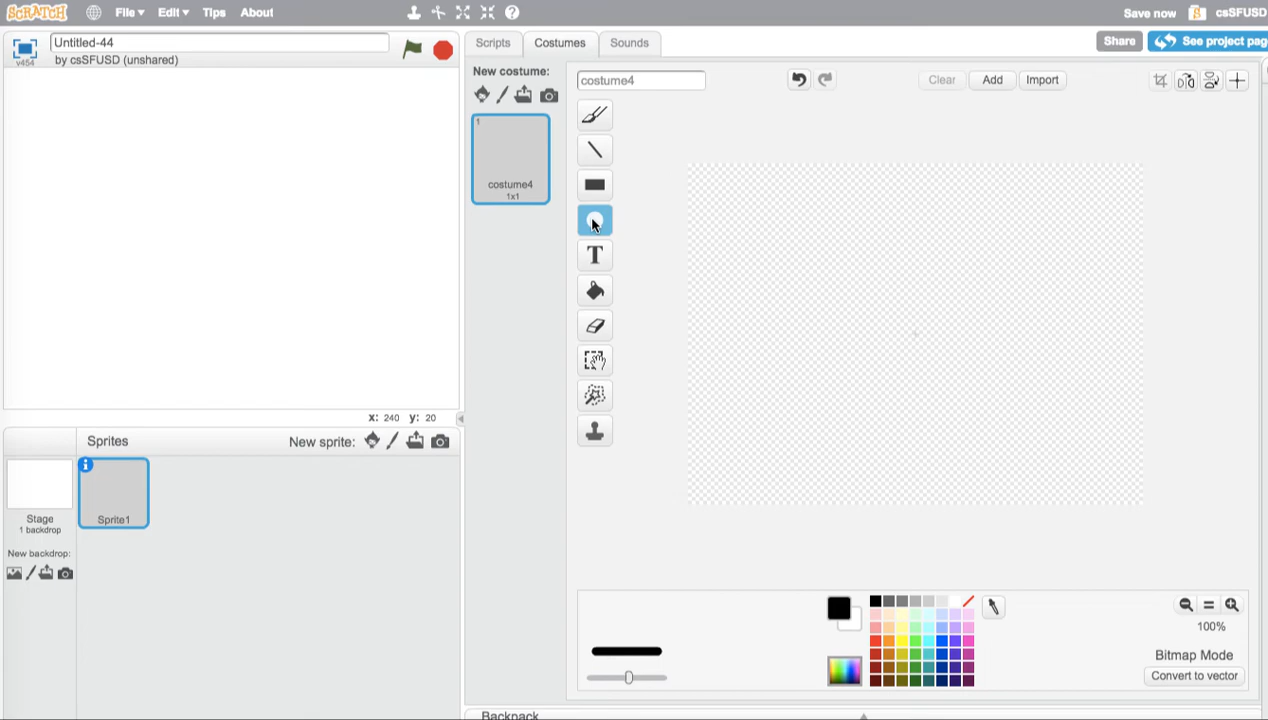 SCRATCH File Edit Tips About Save now csSFUSD
Untitled-44
v454 by csSFUSD (unshared)
Scripts Costumes Sounds Share See project pag
New costume:
costume4 Clear Add Import
1
costume4
1x1
T
x: 240 y: 20
Sprites New sprite:
Stage
1 backdrop
Sprite1
New backdrop:
100%
Bitmap Mode
Convert to vector
Backpack